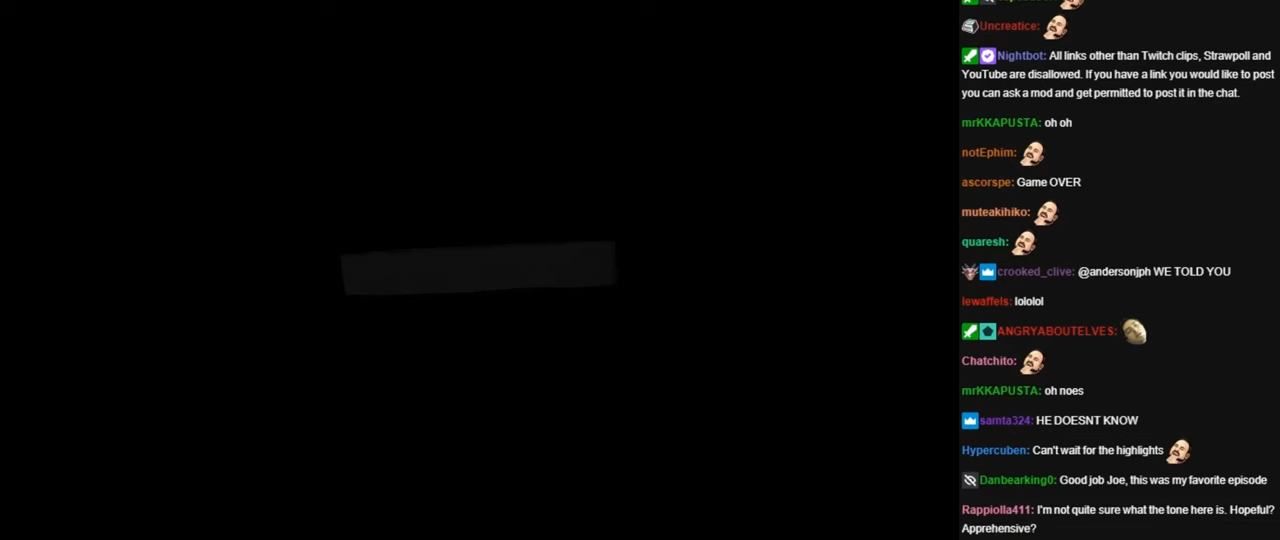 Uncreatice:
Nightbot: All links other than Twitch clips, Strawpoll and
YouTube are disallowed. If you have a link you would like to post
you can ask a mod and get permitted to post it in the chat.
mrKKAPUSTA: oh oh
notEphim:
ascorspe: Game OVER
muteakihiko:
quaresh:
crooked_clive: @andersonjph WE TOLD YOU
lewaffels: lololol
ANGRYABOUTELVES:
Chatchito:
mrKKAPUSTA: oh noes
samta324: HE DOESNT KNOW
Hypercuben: Can't wait for the highlights
Danbearking0: Good job Joe, this was my favorite episode
Rappiolla411: I'm not quite sure what the tone here is. Hopeful?
Apprehensive?